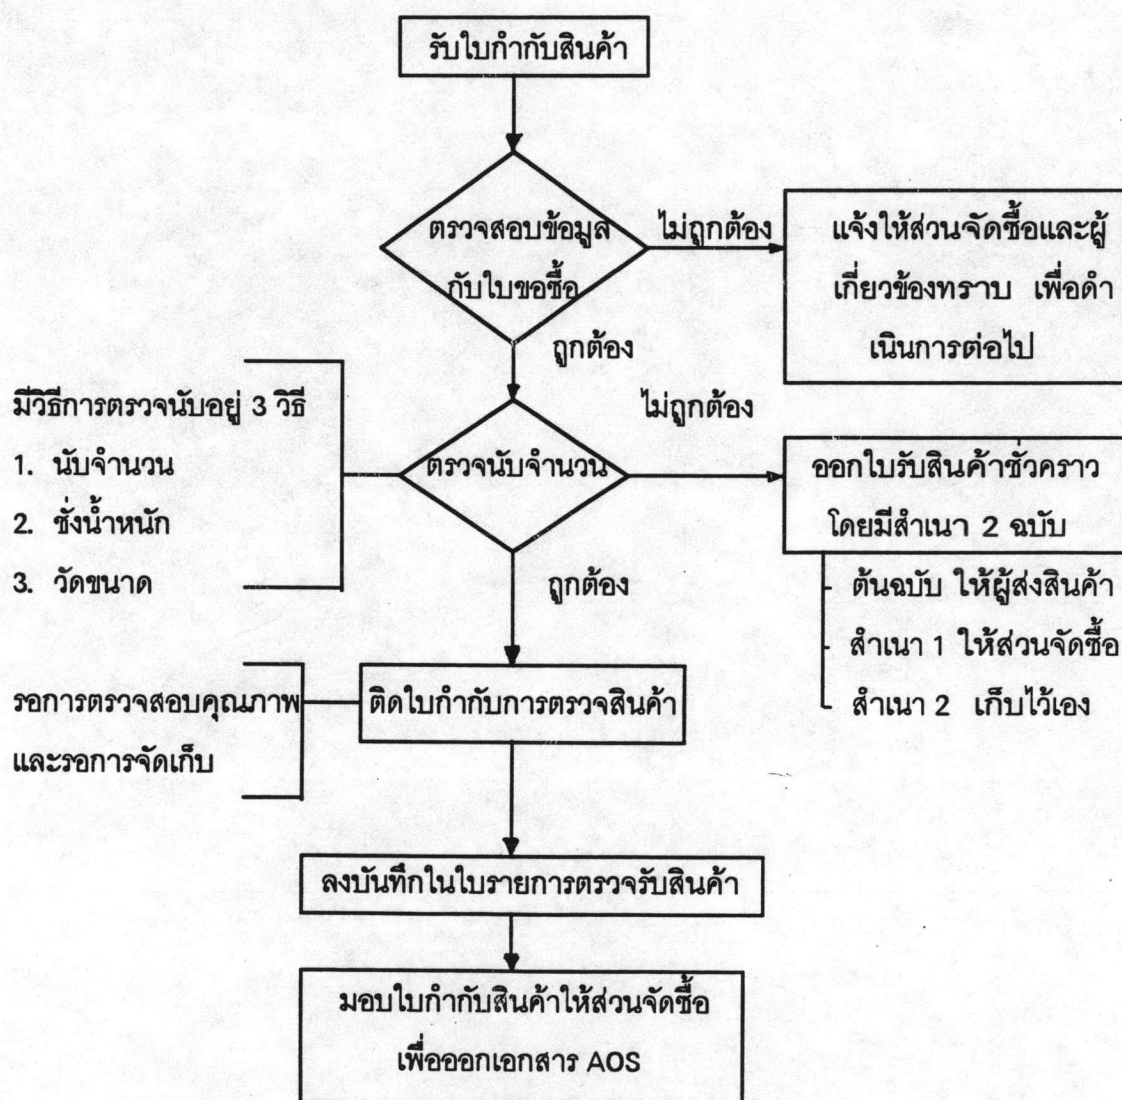 รับใบกำกับสินค้า
ตรวจสอบข้อมูล
กับใบขอซื้อ
ไม่ถูกต้อง
แจ้งให้ส่วนจัดซื้อและผู้
เกี่ยวข้องทราบ เพื่อดำ
เนินการต่อไป
ถูกต้อง
มีวิธีการตรวจนับอยู่ 3 วิธี
1. นับจำนวน
2. ชั่งน้ำหนัก
3. วัดขนาด
ตรวจนับจำนวน
ไม่ถูกต้อง
ออกใบรับสินค้าชั่วคราว
โดยมีสำเนา 2 ฉบับ
ต้นฉบับ ให้ผู้ส่งสินค้า
สำเนา 1 ให้ส่วนจัดซื้อ
สำเนา 2 เก็บไว้เอง
ถูกต้อง
รอการตรวจสอบคุณภาพ
และรอการจัดเก็บ
ติดใบกำกับการตรวจสินค้า
ลงบันทึกในใบรายการตรวจรับสินค้า
มอบใบกำกับสินค้าให้ส่วนจัดซื้อ
เพื่อออกเอกสาร AOS